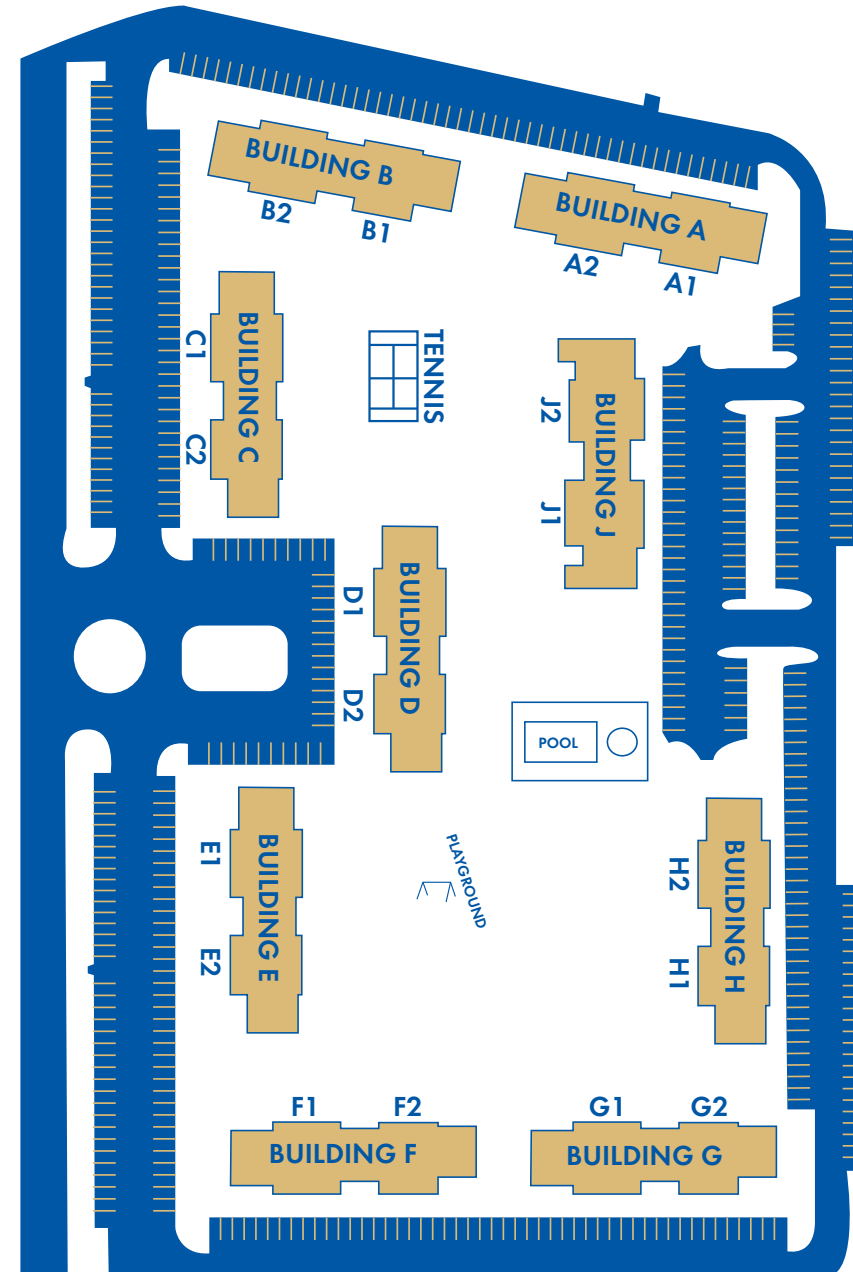 BUILDING B
B2
B1
BUILDING A
A2
A1
BUILDING C
C1
C2
TENNIS
BUILDING J
J2
J1
BUILDING D
D1
D2
POOL
PLAYGROUND
BUILDING E
E1
E2
BUILDING H
H2
H1
F1
F2
BUILDING F
G1
G2
BUILDING G